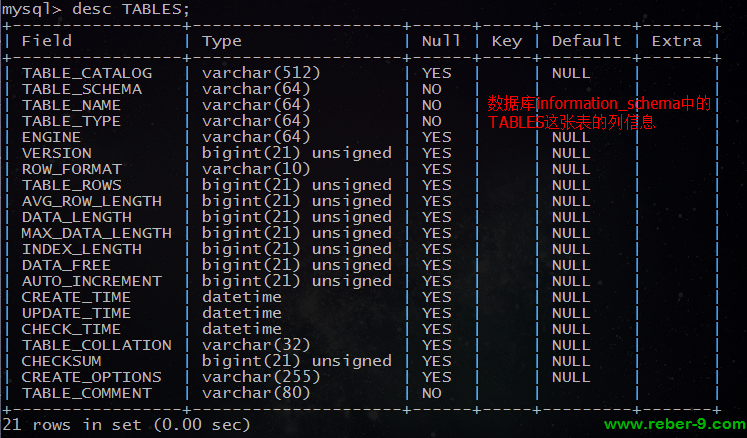 mysql> desc TABLES;
+----------------+---------------------+------+-----+---------+-------+
| Field | Type | Null | Key | Default | Extra |
+----------------+---------------------+------+-----+---------+-------+
| TABLE_CATALOG | varchar(512) | YES | | NULL | |
| TABLE_SCHEMA | varchar(64) | NO | | | |
| TABLE_NAME | varchar(64) | NO | | | |
| TABLE_TYPE | varchar(64) | NO | | | |
数据库Information_schema中的
TABLES这张表的列信息
| ENGINE | varchar(64) | YES | | NULL | |
| VERSION | bigint(21) unsigned | YES | | NULL | |
| ROW_FORMAT | varchar(10) | YES | | NULL | |
| TABLE_ROWS | bigint(21) unsigned | YES | | NULL | |
| AVG_ROW_LENGTH | bigint(21) unsigned | YES | | NULL | |
| DATA_LENGTH | bigint(21) unsigned | YES | | NULL | |
| MAX_DATA_LENGTH | bigint(21) unsigned | YES | | NULL | |
| INDEX_LENGTH | bigint(21) unsigned | YES | | NULL | |
| DATA_FREE | bigint(21) unsigned | YES | | NULL | |
| AUTO_INCREMENT | bigint(21) unsigned | YES | | NULL | |
| CREATE_TIME | datetime | YES | | NULL | |
| UPDATE_TIME | datetime | YES | | NULL | |
| CHECK_TIME | datetime | YES | | NULL | |
| TABLE_COLLATION | varchar(32) | YES | | NULL | |
| CHECKSUM | bigint(21) unsigned | YES | | NULL | |
| CREATE_OPTIONS | varchar(255) | YES | | NULL | |
| TABLE_COMMENT | varchar(80) | NO | | | |
+----------------+---------------------+------+-----+---------+-------+
21 rows in set (0.00 sec)
www.reber-9.com